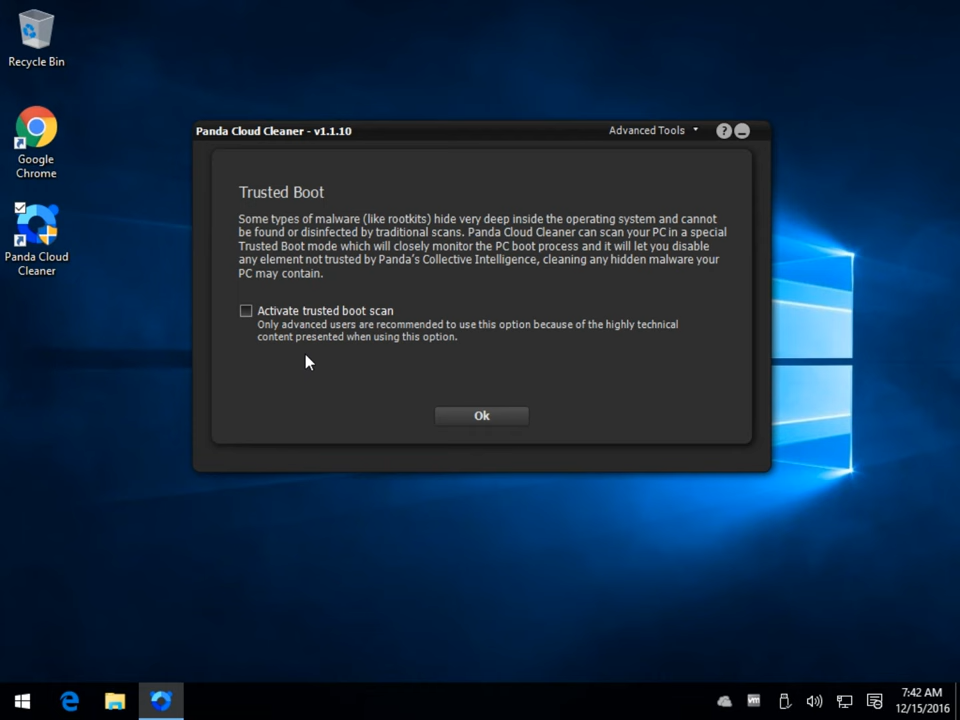 Recycle Bin
Google
Chrome
Panda Cloud
Cleaner
Panda Cloud Cleaner - v1.1.10
Advanced Tools
?
Trusted Boot
Some types of malware (like rootkits) hide very deep inside the operating system and cannot
be found or disinfected by traditional scans. Panda Cloud Cleaner can scan your PC in a special
Trusted Boot mode which will closely monitor the PC boot process and it will let you disable
any element not trusted by Panda's Collective Intelligence, cleaning any hidden malware your
PC may contain.
Activate trusted boot scan
Only advanced users are recommended to use this option because of the highly technical
content presented when using this option.
Ok
vm
7:42 AM
12/15/2016